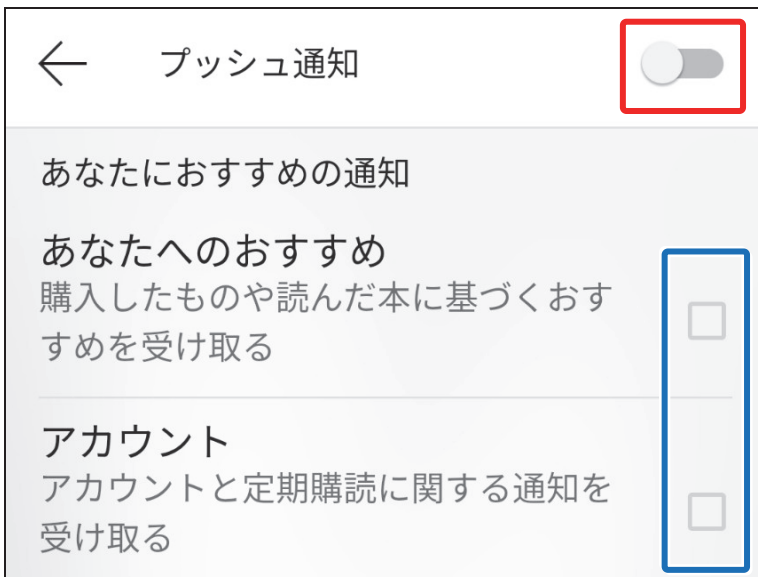 プッシュ通知
あなたにおすすめの通知
あなたへのおすすめ
購入したものや読んだ本に基づくおす
すめを受け取る
アカウント
アカウントと定期購読に関する通知を
受け取る